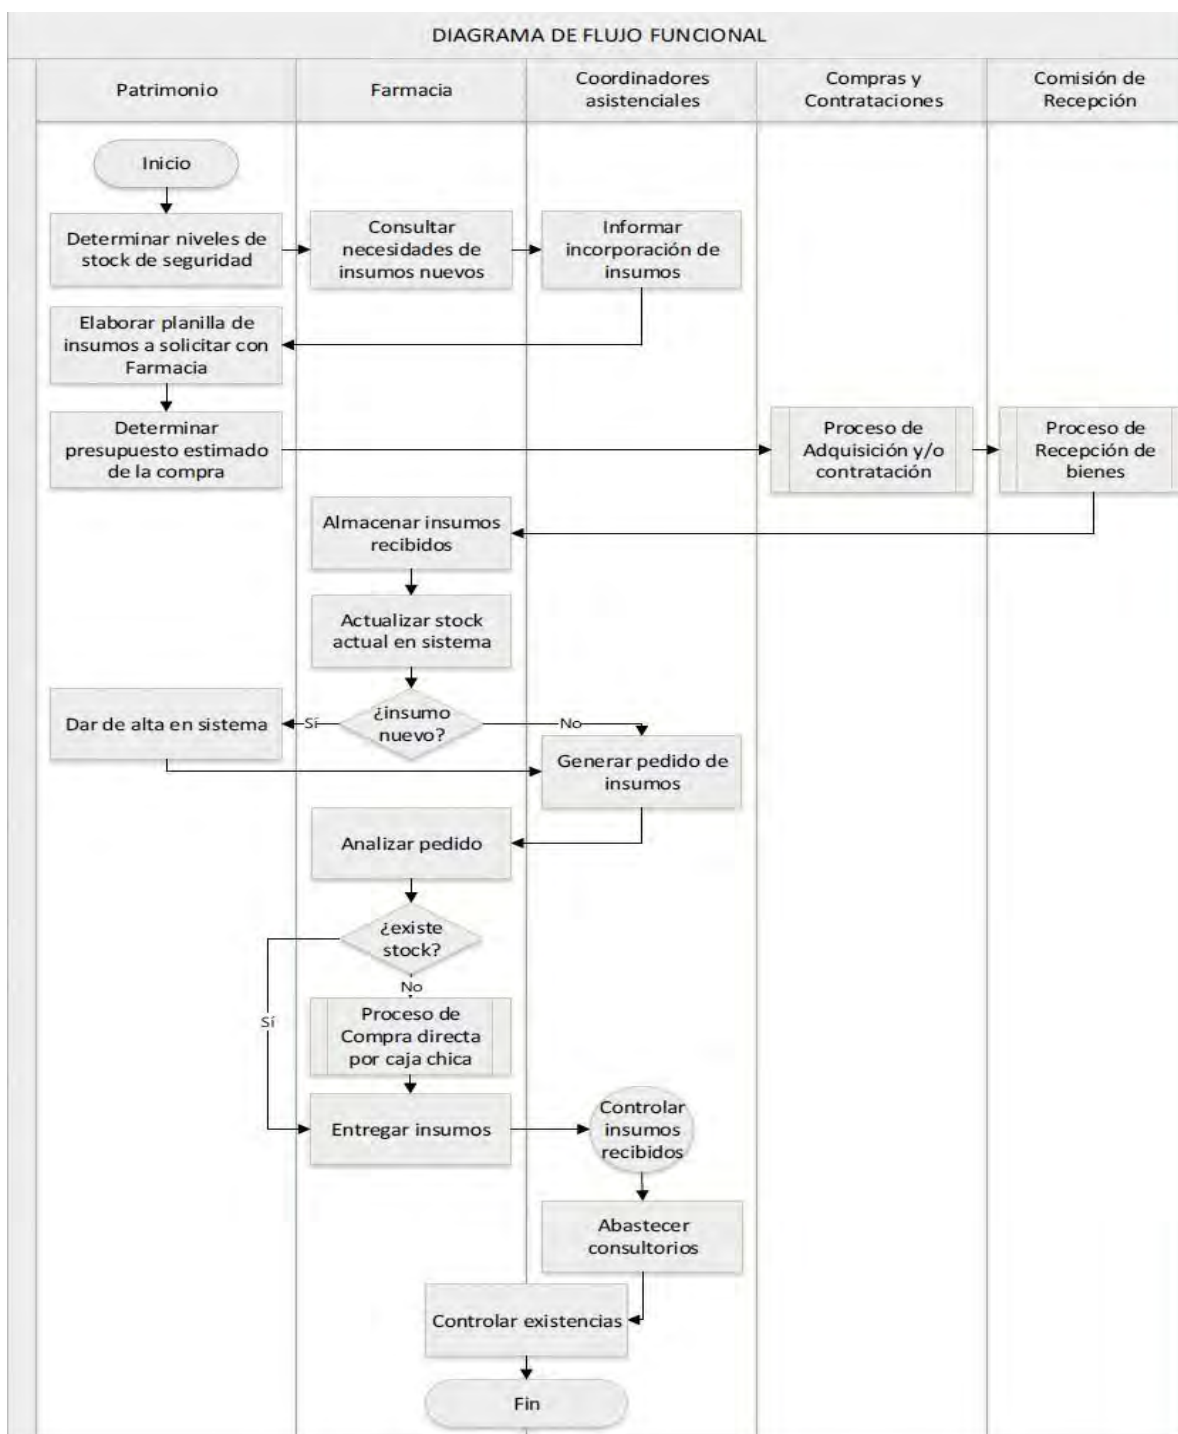 DIAGRAMA DE FLUJO FUNCIONAL
Patrimonio
Farmacia
Coordinadores
asistenciales
Compras y
Contrataciones
Comisión de
Recepción
Inicio
Determinar niveles de
stock de seguridad
Consultar
necesidades de
insumos nuevos
Informar
incorporación de
insumos
Elaborar planilla de
insumos a solicitar con
Farmacia
Determinar
presupuesto estimado
de la compra
Proceso de
Adquisición y/o
contratación
Proceso de
Recepción de
bienes
Almacenar insumos
recibidos
Actualizar stock
actual en sistema
¿insumo
nuevo?
Sí
No
Dar de alta en sistema
Generar pedido de
insumos
Analizar pedido
¿existe
stock?
No
Sí
Proceso de
Compra directa
por caja chica
Entregar insumos
Controlar
insumos
recibidos
Abastecer
consultorios
Controlar existencias
Fin